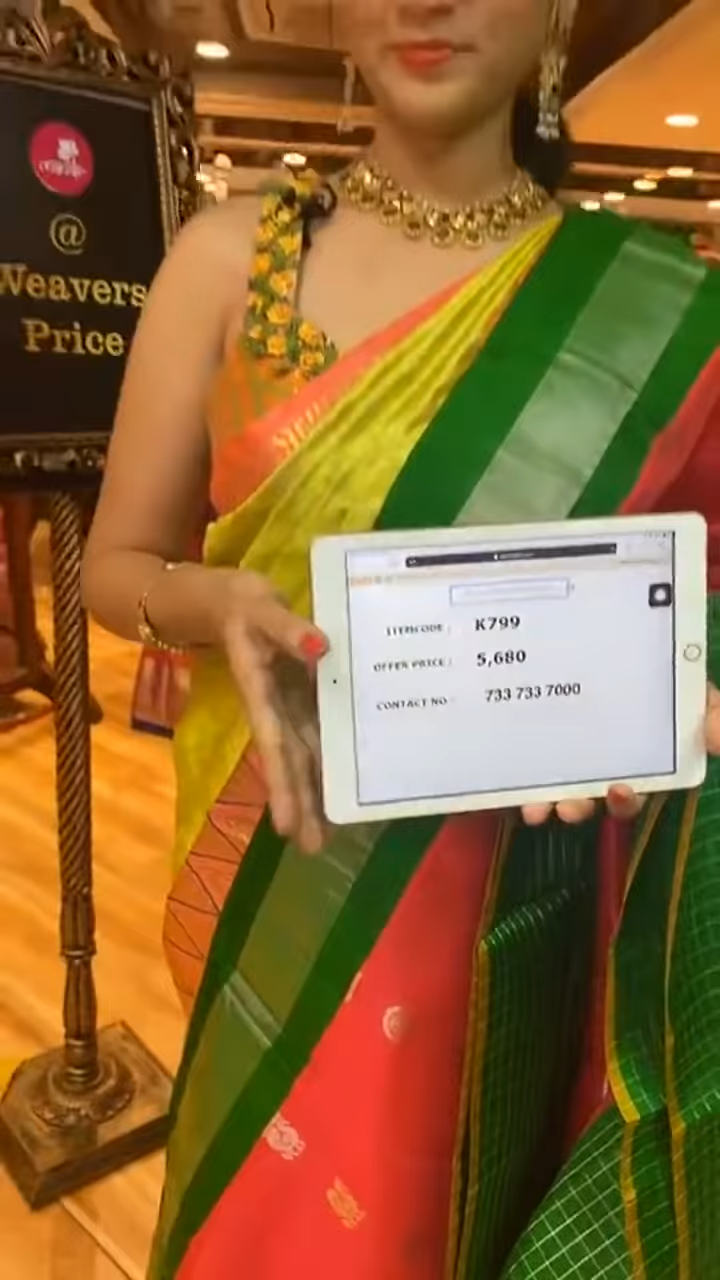 @
Weavers
Price
ITEMCODE : K799
OFFER PRICE : 5,680
CONTACT NO : 733 733 7000